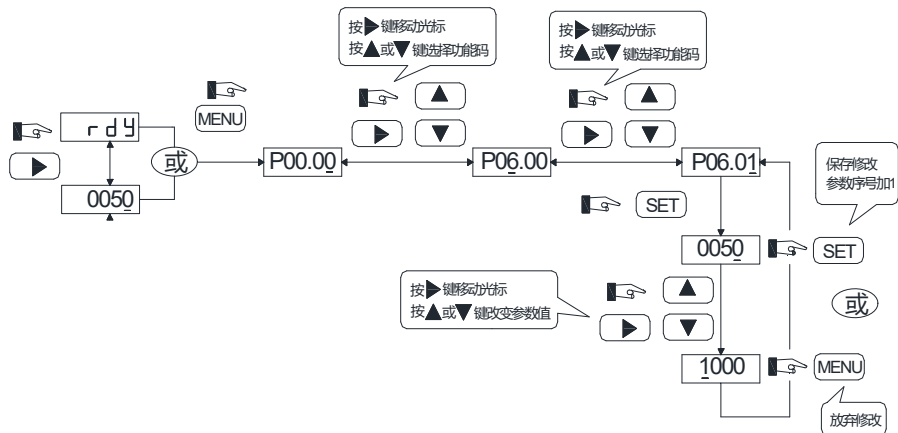 按▶键移动光标
按▲或▼键选择功能码
按▶键移动光标
按▲或▼键选择功能码
MENU
rdy
或
0050
P00.00
P06.00
P06.01
保存修改
参数序号加1
SET
0050
SET
按▶键移动光标
按▲或▼键改变参数值
或
1000
MENU
放弃修改